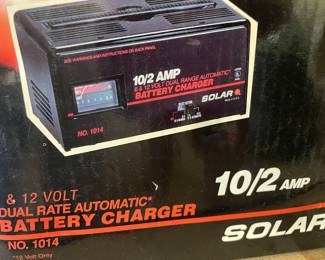 SEE WARNINGS AND INSTRUCTIONS ON BACK PANEL
10/2 AMP
6 & 12 VOLT DUAL RANGE AUTOMATIC*
BATTERY CHARGER
SOLAR
NO. 1014
& 12 VOLT
DUAL RATE AUTOMATIC*
BATTERY CHARGER
NO. 1014
*12 Volt Only
10/2 AMP
SOLAR